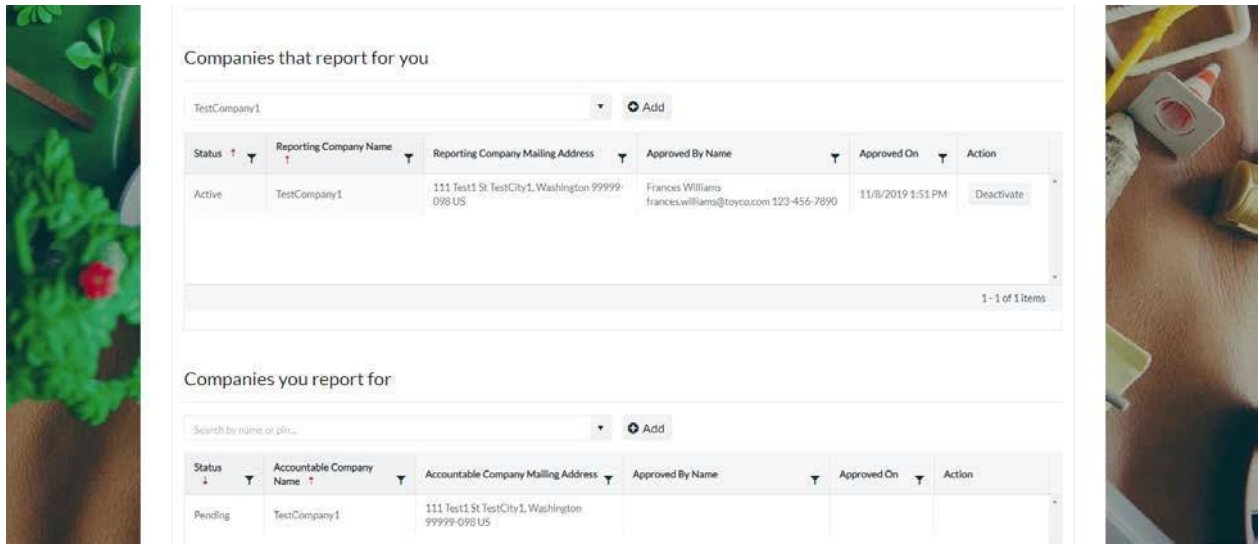 Companies that report for you
TestCompany1
Add
Status Reporting Company Name Reporting Company Mailing Address Approved By Name Approved On Action
Active TestCompany1 111 Test1 St TestCity1, Washington 99999- Frances Williams 11/8/2019 1:51 PM Deactivate
098 US frances.williams@toyco.com 123-456-7890
1 - 1 of 1 items
Companies you report for
Search by name or pin...
Add
Status Accountable Company Accountable Company Mailing Address Approved By Name Approved On Action
Name
Pending TestCompany1 111 Test1 St TestCity1, Washington
99999-098 US